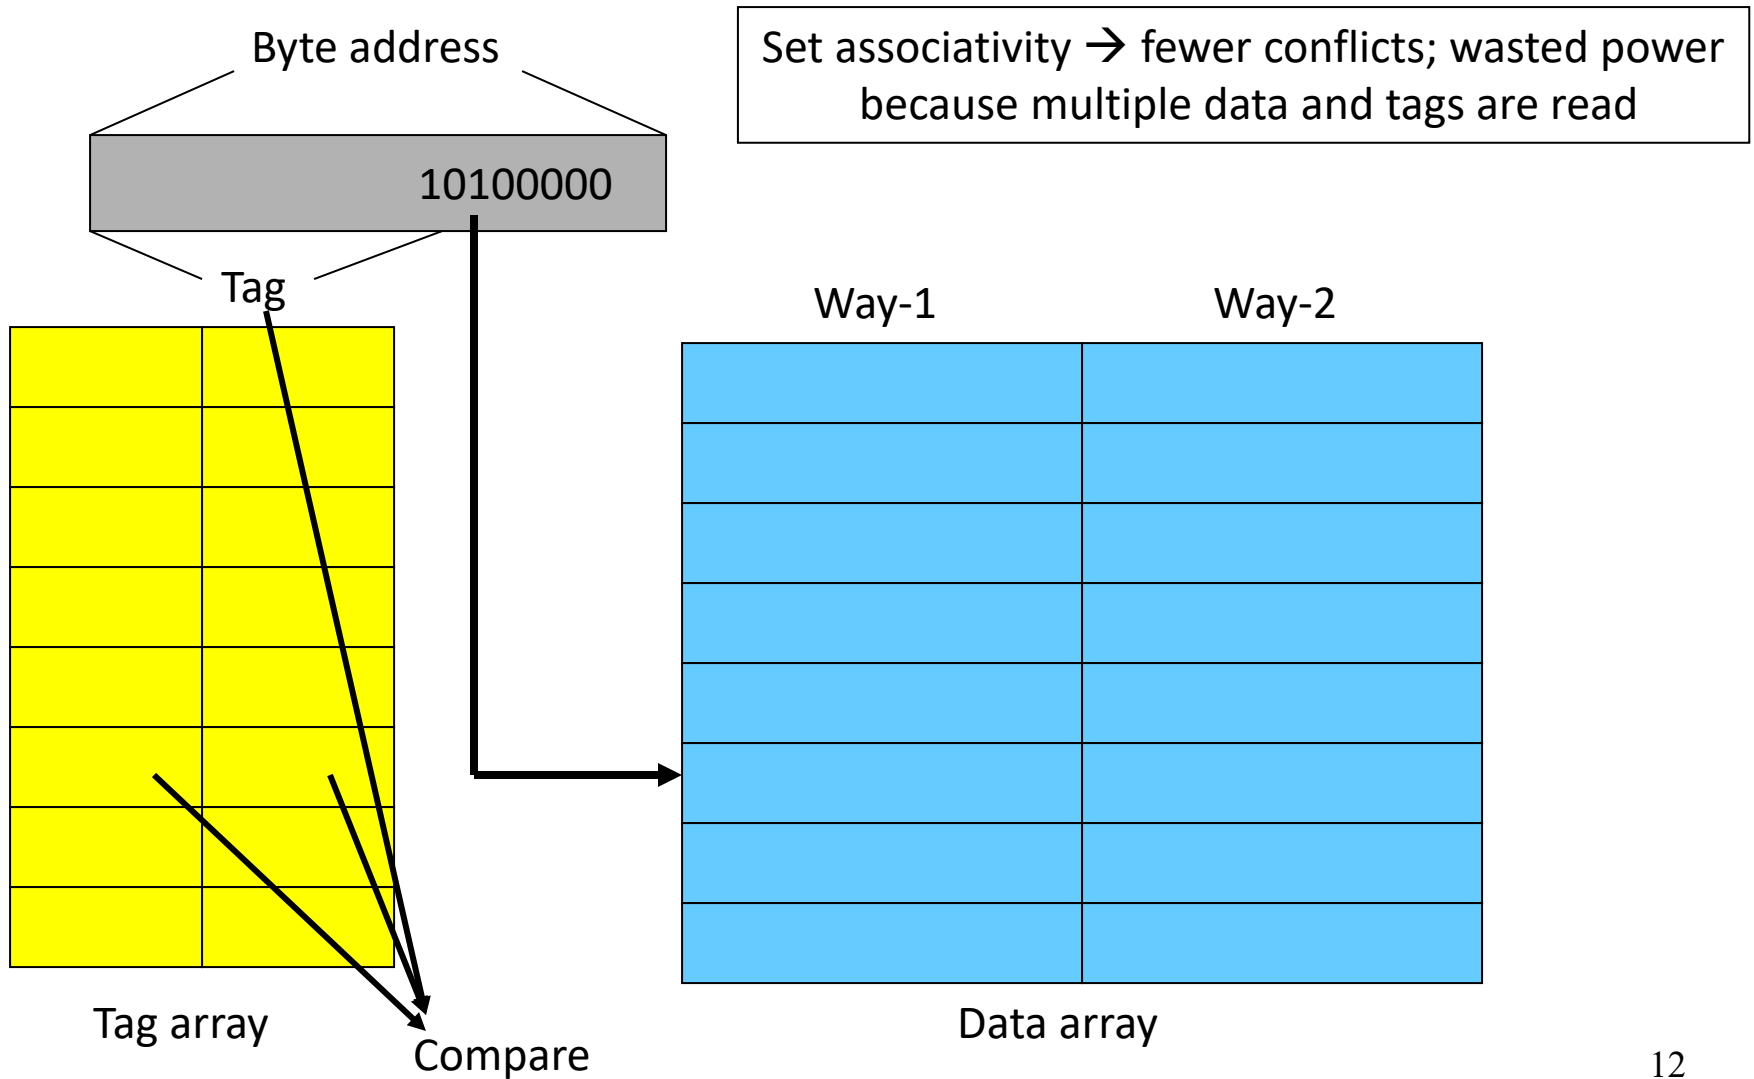 Byte address
Set associativity → fewer conflicts; wasted power
because multiple data and tags are read
10100000
Tag
Way-1
Way-2
Tag array
Data array
Compare
12